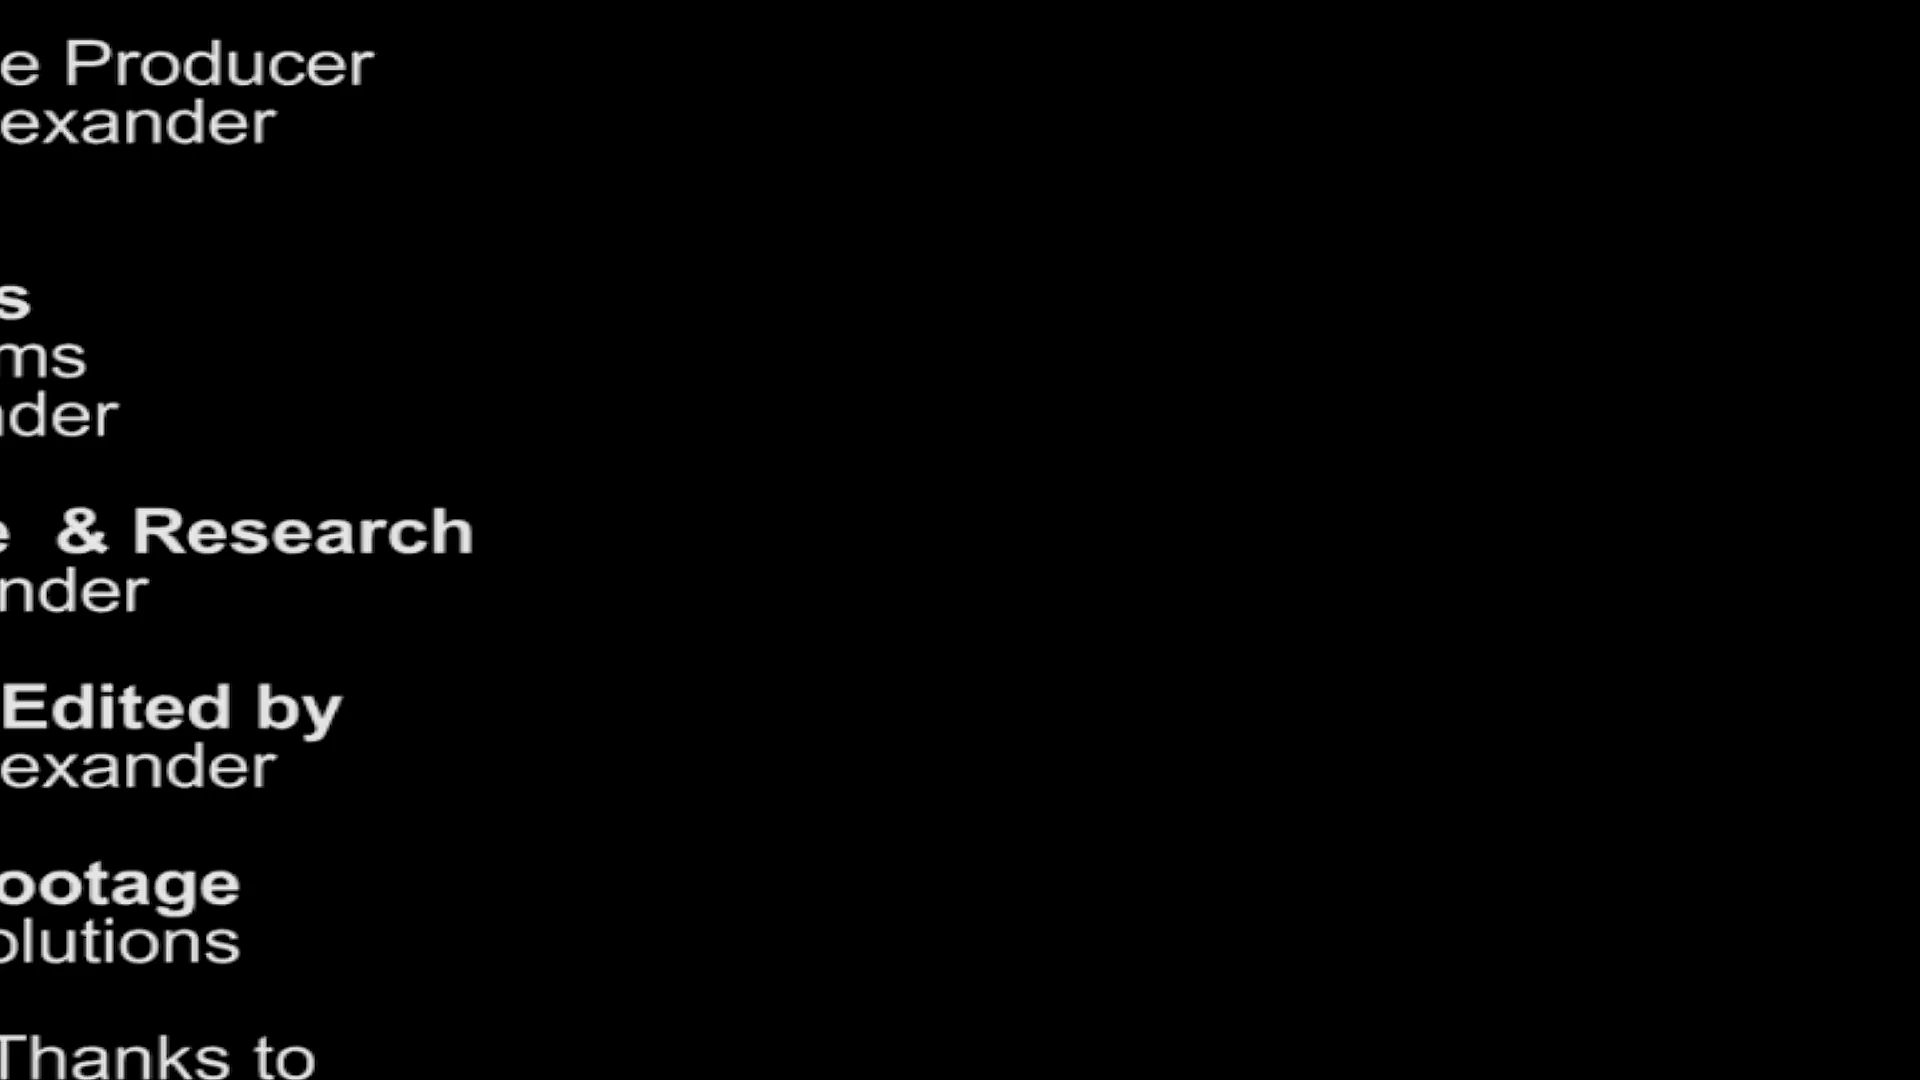 e Producer
exander
s
ms
nder
e & Research
nder
Edited by
exander
ootage
olutions
Thanks to